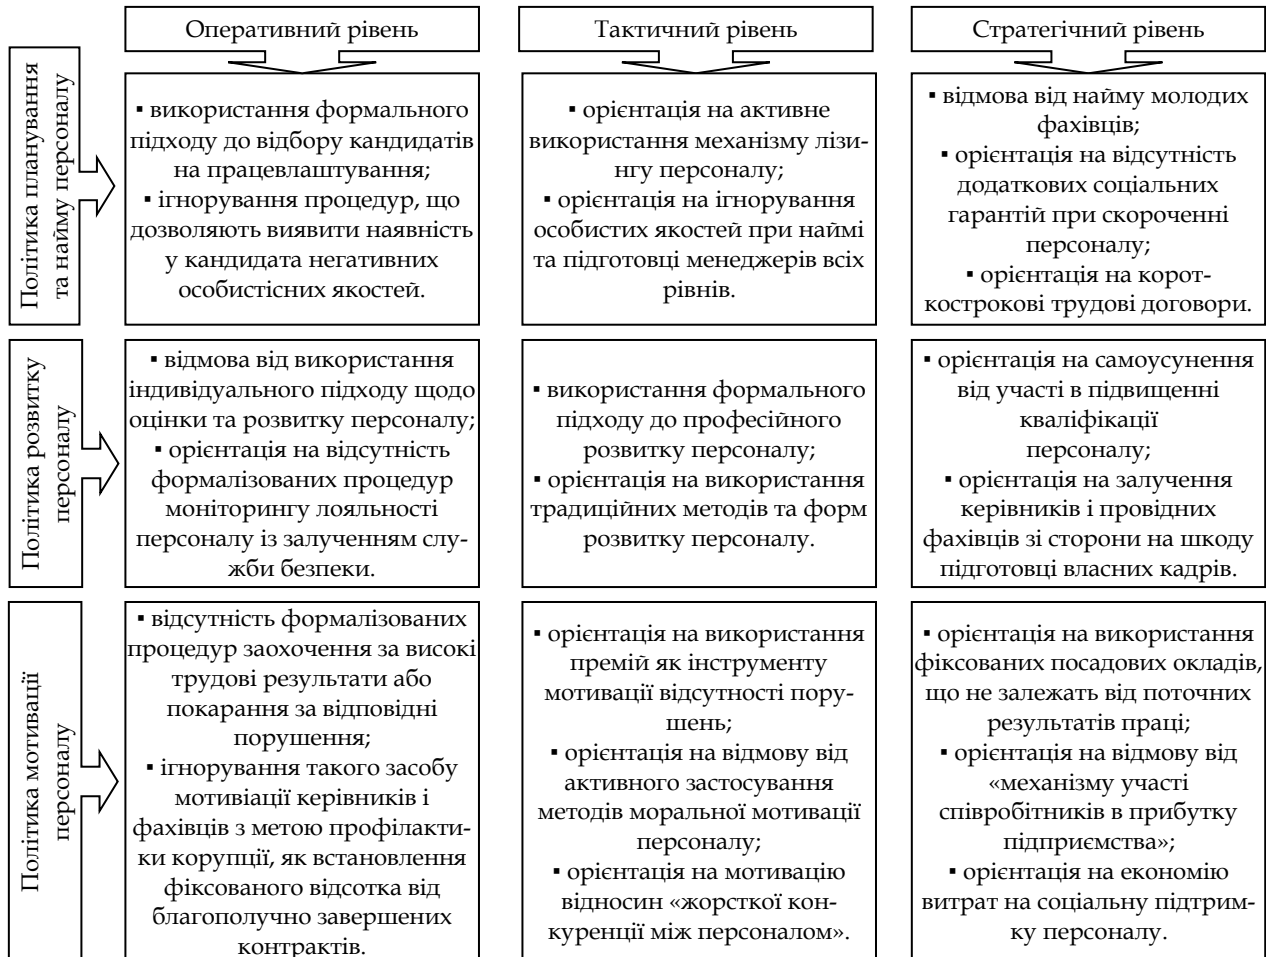 Оперативний рівень
Тактичний рівень
Стратегічний рівень
Політика планування
та найму персоналу
▪ використання формального
підходу до відбору кандидатів
на працевлаштування;
▪ ігнорування процедур, що
дозволяють виявити наявність
у кандидата негативних
особистісних якостей.
▪ орієнтація на активне
використання механізму лізи-
нгу персоналу;
▪ орієнтація на ігнорування
особистих якостей при наймі
та підготовці менеджерів всіх
рівнів.
▪ відмова від найму молодих
фахівців;
▪ орієнтація на відсутність
додаткових соціальних
гарантій при скороченні
персоналу;
▪ орієнтація на корот-
кострокові трудові договори.
Політика розвитку
персоналу
▪ відмова від використання
індивідуального підходу щодо
оцінки та розвитку персоналу;
▪ орієнтація на відсутність
формалізованих процедур
моніторингу лояльності
персоналу із залученням слу-
жби безпеки.
▪ використання формального
підходу до професійного
розвитку персоналу;
▪ орієнтація на використання
традиційних методів та форм
розвитку персоналу.
▪ орієнтація на самоусунення
від участі в підвищенні
кваліфікації
персоналу;
▪ орієнтація на залучення
керівників і провідних
фахівців зі сторони на шкоду
підготовці власних кадрів.
Політика мотивації
персоналу
▪ відсутність формалізованих
процедур заохочення за високі
трудові результати або
покарання за відповідні
порушення;
▪ ігнорування такого засобу
мотивіації керівників і
фахівців з метою профілакти-
ки корупції, як встановлення
фіксованого відсотка від
благополучно завершених
контрактів.
▪ орієнтація на використання
премій як інструменту
мотивації відсутності пору-
шень;
▪ орієнтація на відмову від
активного застосування
методів моральної мотивації
персоналу;
▪ орієнтація на мотивацію
відносин «жорсткої кон-
куренції між персоналом».
▪ орієнтація на використання
фіксованих посадових окладів,
що не залежать від поточних
результатів праці;
▪ орієнтація на відмову від
«механізму участі
співробітників в прибутку
підприємства»;
▪ орієнтація на економію
витрат на соціальну підтрим-
ку персоналу.